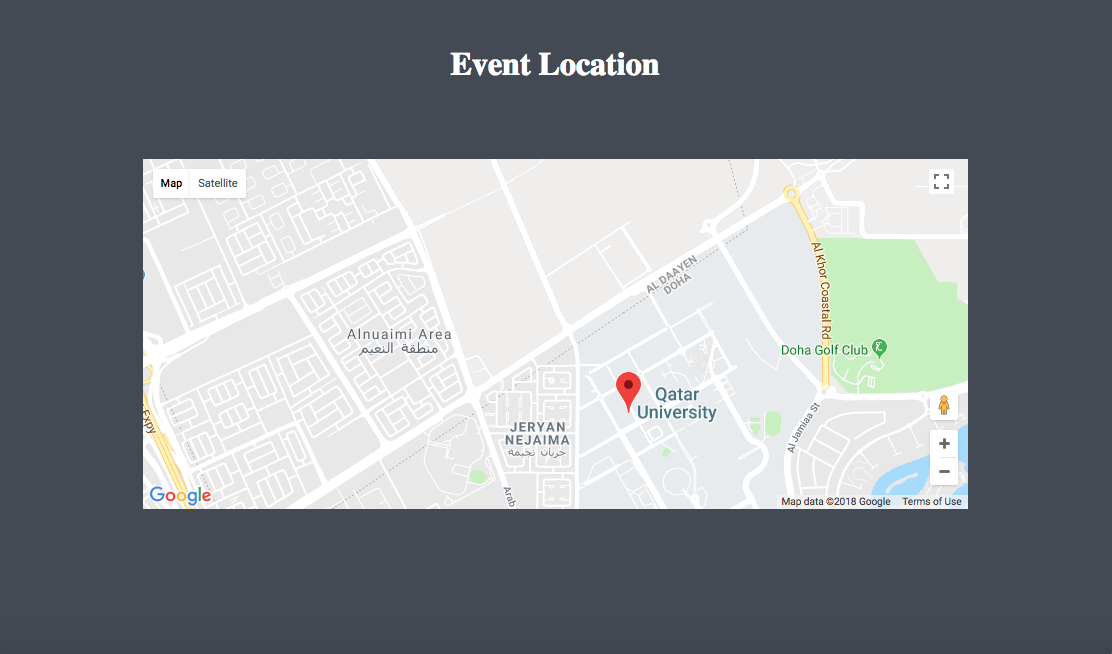 Event Location
Map Satellite
Al Khor Coastal Rd
AL DAAYEN
DOHA
Alnuaimi Area
منطقة النعيم
Doha Golf Club
Qatar
University
Al Jamiaa St
JERYAN
NEJAIMA
جريان نجيمة
Expy
Arab
Google
Map data ©2018 Google Terms of Use